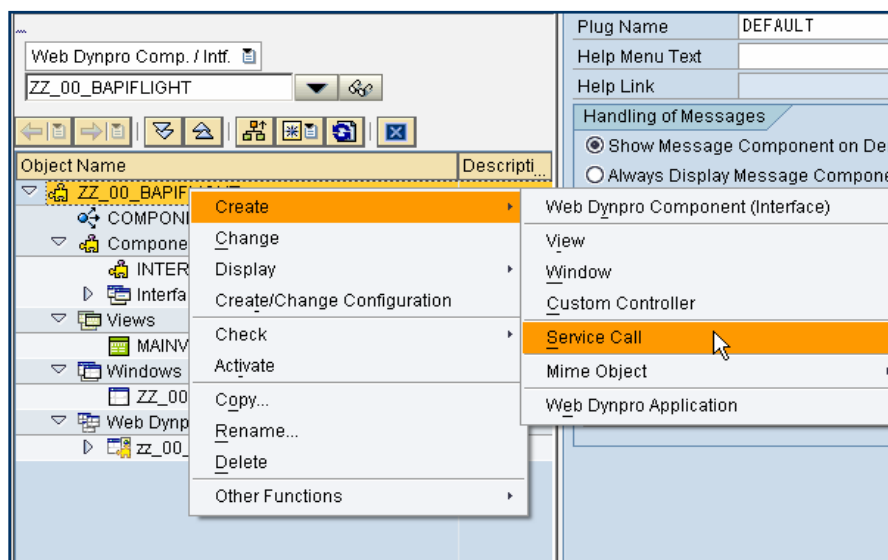 Web Dynpro Comp. / Intf.
ZZ_00_BAPIFLIGHT
Object Name
Descripti...
ZZ_00_BAPIFLIGHT
COMPON
Compone
INTER
Interfa
Views
MAINV
Windows
ZZ_00
Web Dynp
zz_00_
Create
Change
Display
Create/Change Configuration
Check
Activate
Copy...
Rename...
Delete
Other Functions
Web Dynpro Component (Interface)
View
Window
Custom Controller
Service Call
Mime Object
Web Dynpro Application
Plug Name
DEFAULT
Help Menu Text
Help Link
Handling of Messages
Show Message Component on De
Always Display Message Compone